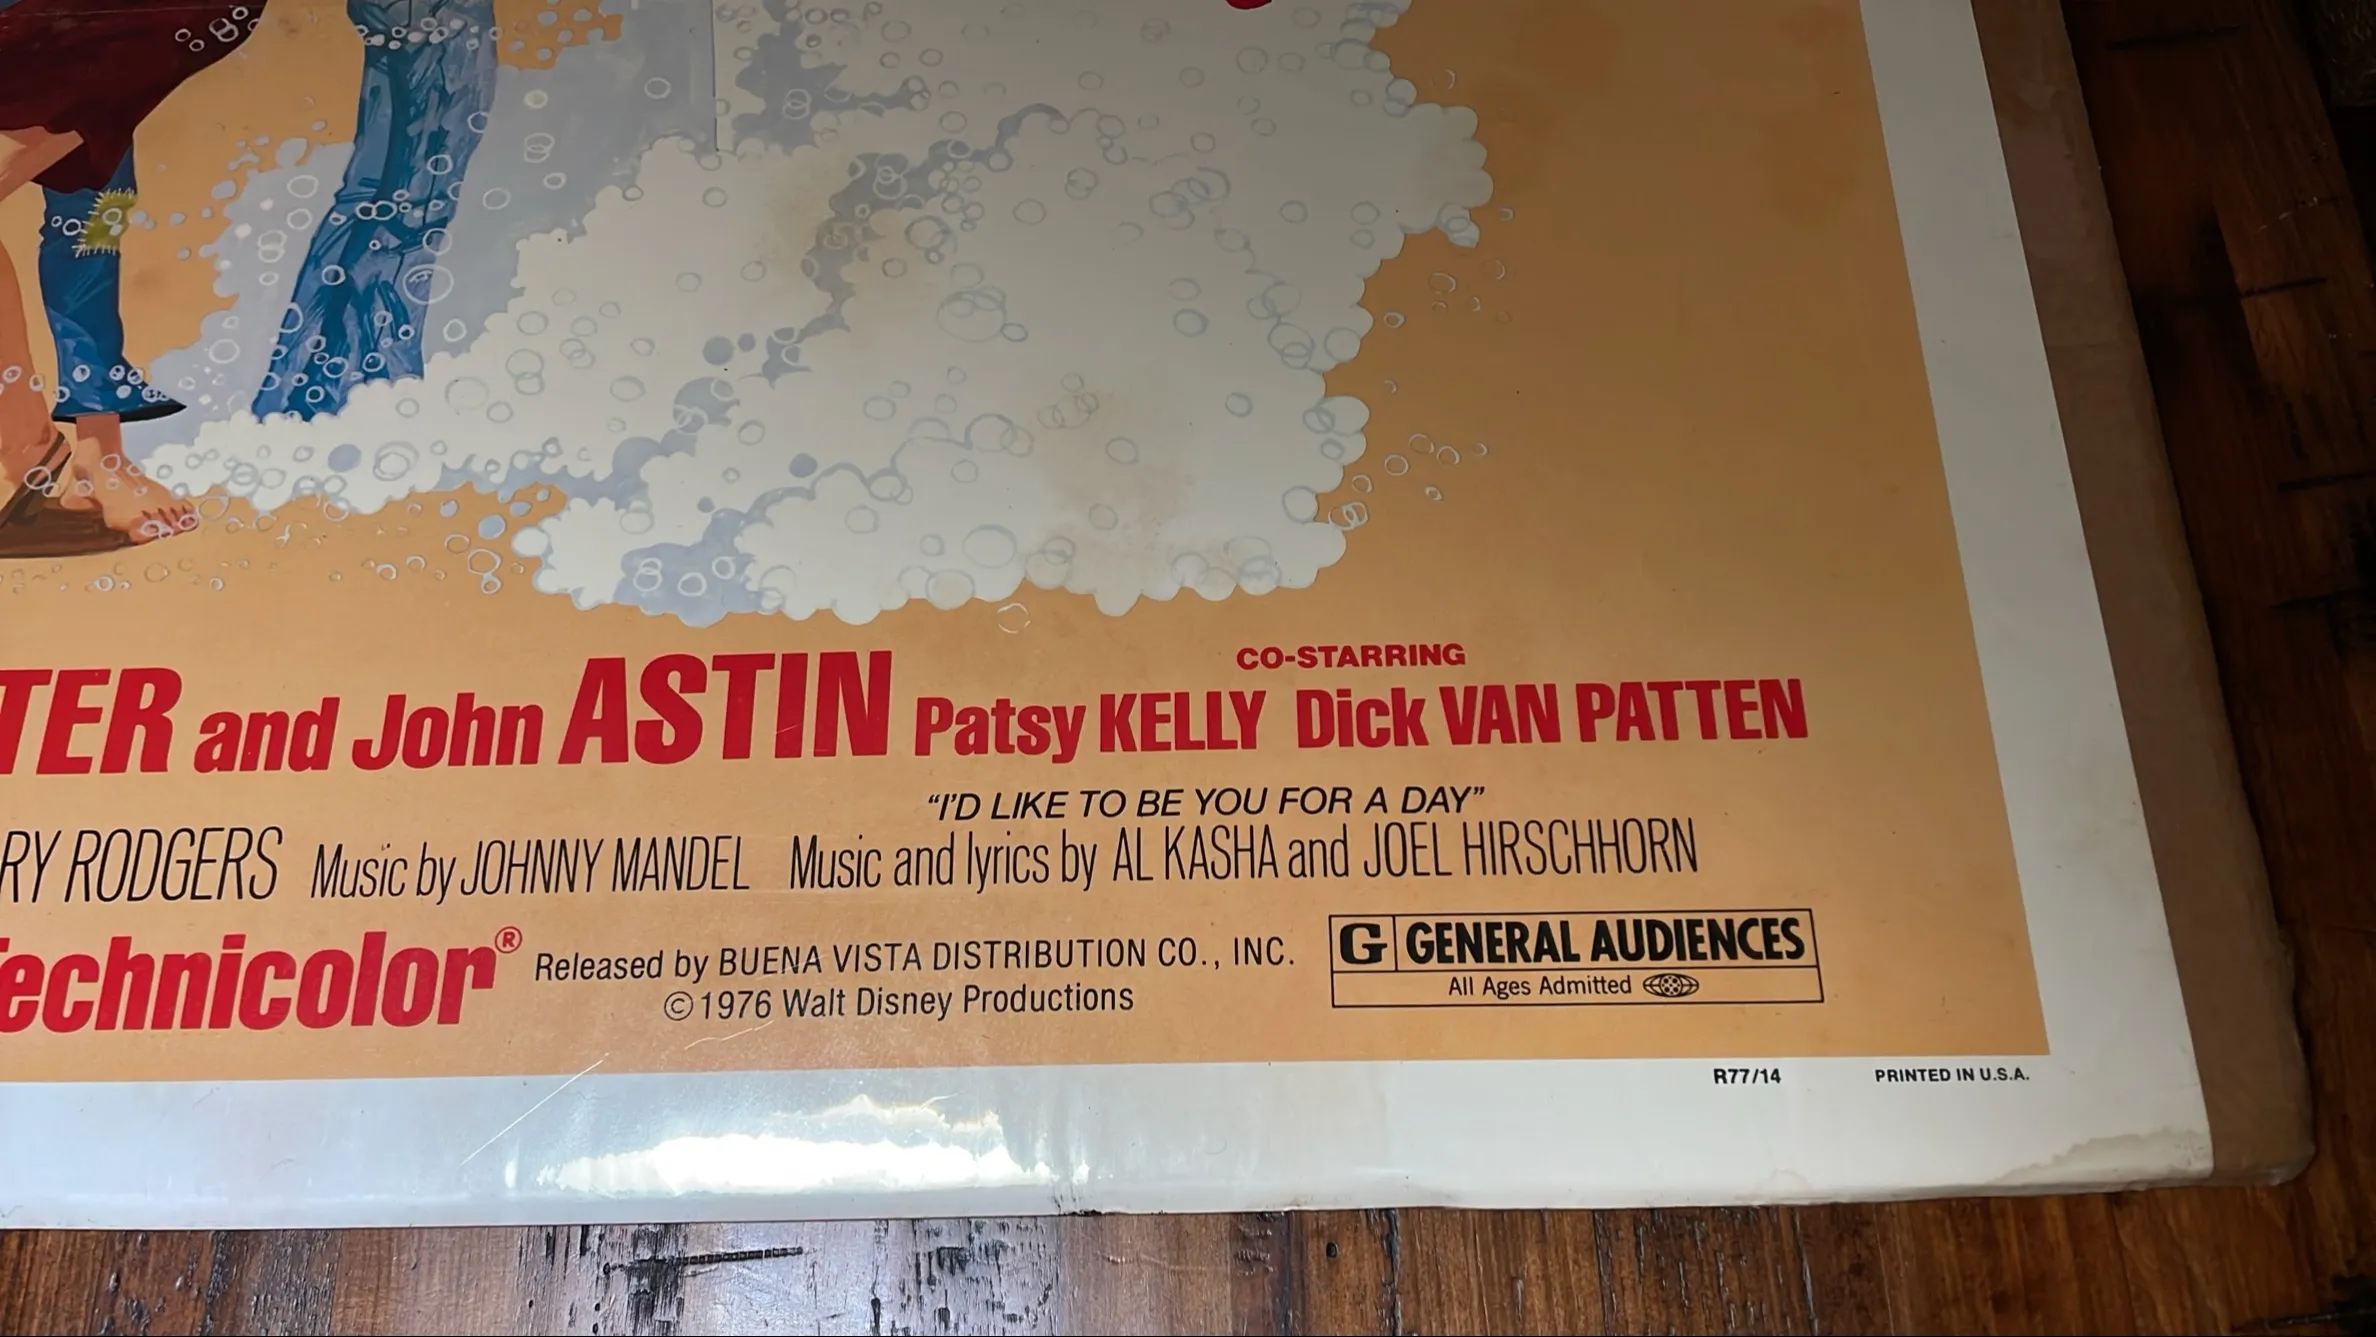 CO-STARRING
TER and John ASTIN Patsy KELLY Dick VAN PATTEN
“I’D LIKE TO BE YOU FOR A DAY”
RY RODGERS Music by JOHNNY MANDEL Music and lyrics by AL KASHA and JOEL HIRSCHHORN
Technicolor® Released by BUENA VISTA DISTRIBUTION CO., INC.
©1976 Walt Disney Productions
G GENERAL AUDIENCES
All Ages Admitted
R77/14 PRINTED IN U.S.A.